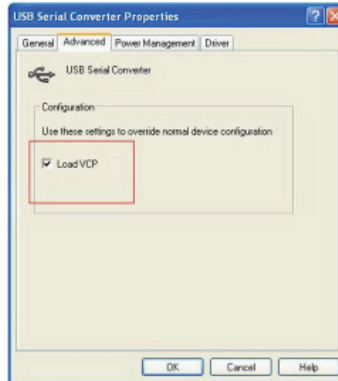 USB Serial Converter Properties
General Advanced Power Management Driver
USB Serial Converter
Configuration
Use these settings to override normal device configuration
Load VCP
OK Cancel Help